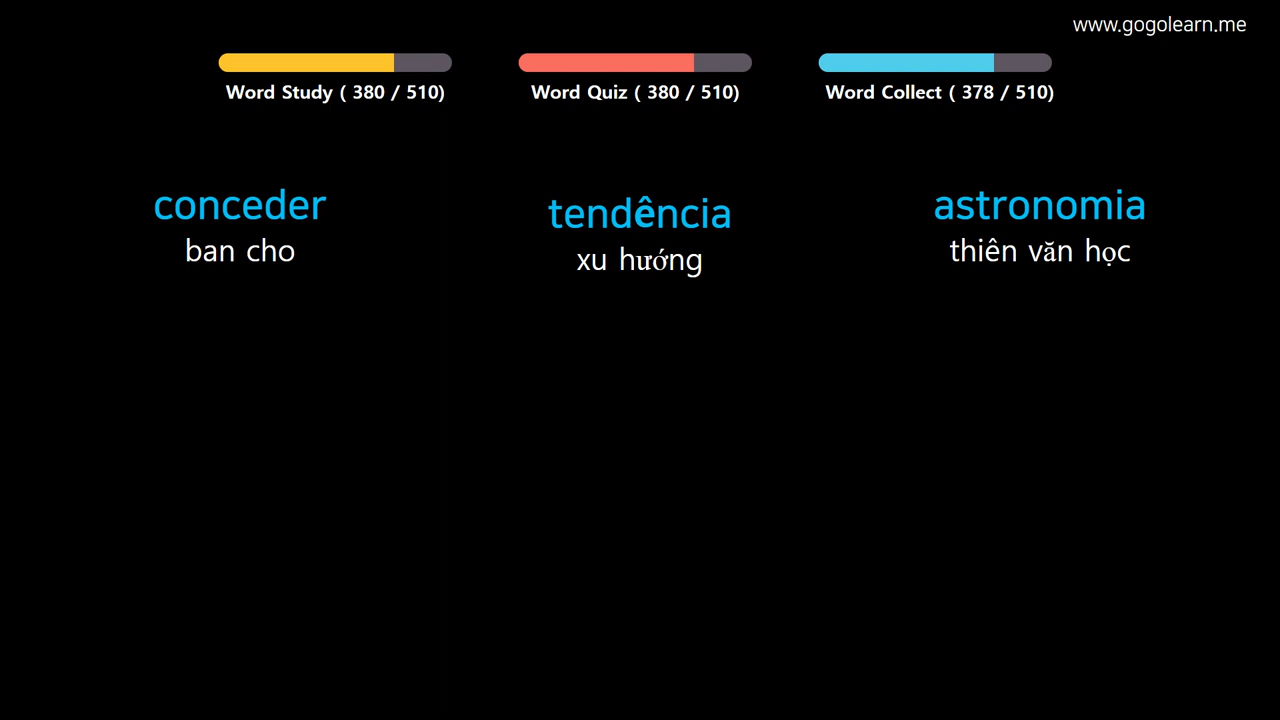 www.gogolearn.me
Word Study ( 380 / 510)
Word Quiz ( 380 / 510)
Word Collect ( 378 / 510)
conceder
ban cho
tendência
xu hướng
astronomia
thiên văn học